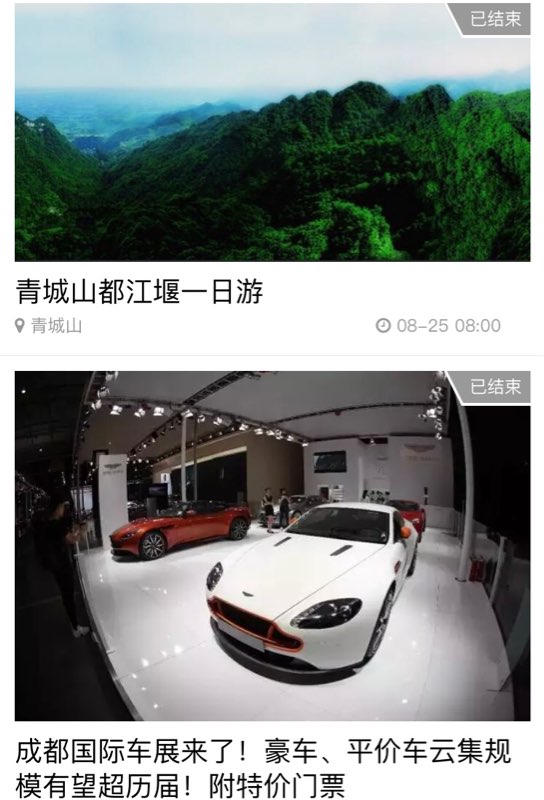 已结束
青城山都江堰一日游
青城山
08-25 08:00
已结束
成都国际车展来了！豪车、平价车云集规
模有望超历届！附特价门票